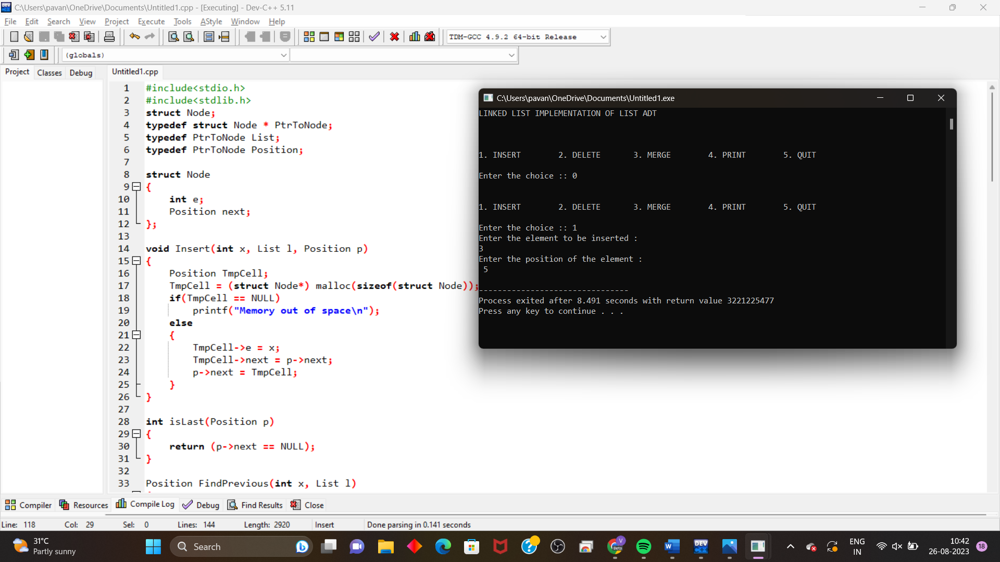 C:\Users\pavan\OneDrive\Documents\Untitled1.cpp - [Executing] - Dev-C++ 5.11
File Edit Search View Project Execute Tools AStyle Window Help
TDM-GCC 4.9.2 64-bit Release
(globals)
Project Classes Debug Untitled1.cpp
1 #include<stdio.h>
2 #include<stdlib.h>
3 struct Node;
4 typedef struct Node * PtrToNode;
5 typedef PtrToNode List;
6 typedef PtrToNode Position;
7
8 struct Node
9 {
10 int e;
11 Position next;
12 };
13
14 void Insert(int x, List l, Position p)
15 {
16 Position TmpCell;
17 TmpCell = (struct Node*) malloc(sizeof(struct Node));
18 if(TmpCell == NULL)
19 printf("Memory out of space\n");
20 else
21 {
22 TmpCell->e = x;
23 TmpCell->next = p->next;
24 p->next = TmpCell;
25 }
26 }
27
28 int isLast(Position p)
29 {
30 return (p->next == NULL);
31 }
32
33 Position FindPrevious(int x, List l)
C:\Users\pavan\OneDrive\Documents\Untitled1.exe
LINKED LIST IMPLEMENTATION OF LIST ADT
1. INSERT 2. DELETE 3. MERGE 4. PRINT 5. QUIT
Enter the choice :: 0
1. INSERT 2. DELETE 3. MERGE 4. PRINT 5. QUIT
Enter the choice :: 1
Enter the element to be inserted :
3
Enter the position of the element :
5
--------------------------------
Process exited after 8.491 seconds with return value 3221225477
Press any key to continue . . .
Compiler Resources Compile Log Debug Find Results Close
Line: 118 Col: 29 Sel: 0 Lines: 144 Length: 2920 Insert Done parsing in 0.141 seconds
31°C
Partly sunny
Search
V
Beta
DEV
C++
ENG
IN
10:42
26-08-2023
18